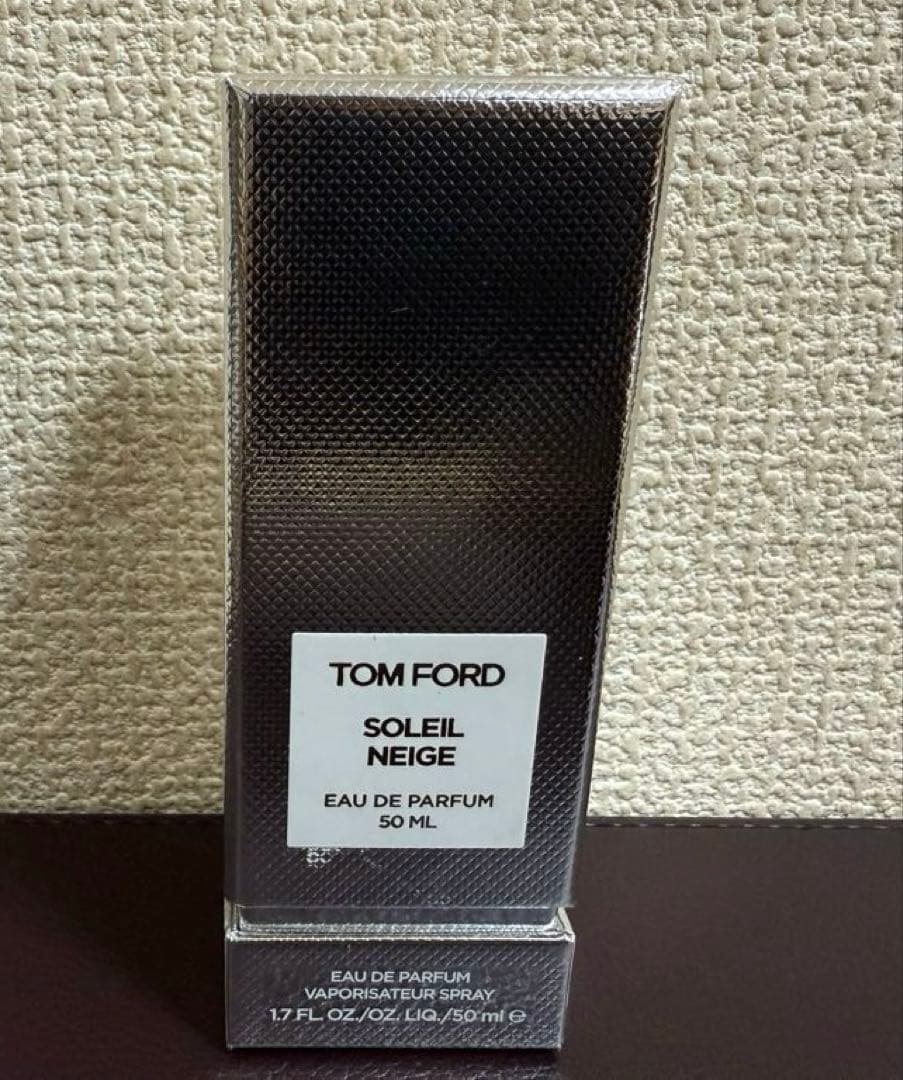 TOM FORD
SOLEIL
NEIGE
EAU DE PARFUM
50 ML
EAU DE PARFUM
VAPORISATEUR SPRAY
1.7 FL. OZ./OZ. LIQ./50 ml ℮